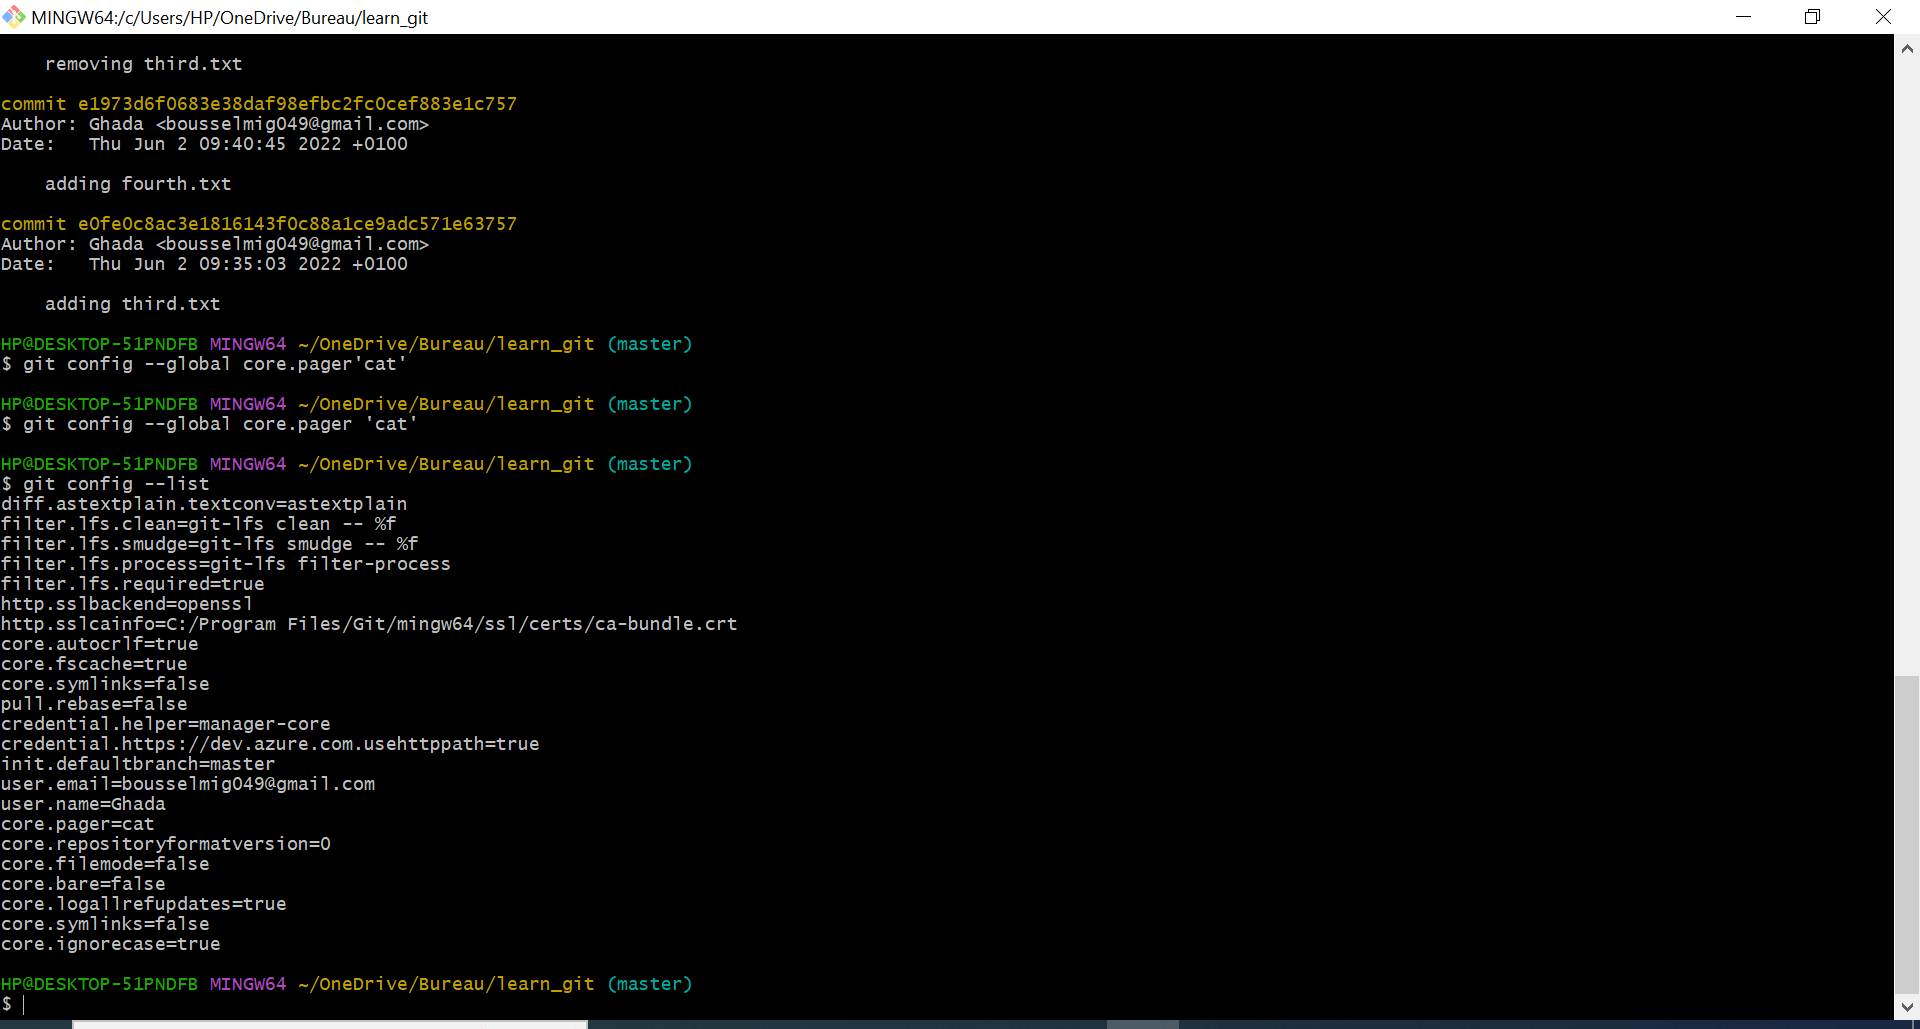 MINGW64:/c/Users/HP/OneDrive/Bureau/learn_git
removing third.txt
commit e1973d6f0683e38daf98efbc2fc0cef883e1c757
Author: Ghada <bousselmig049@gmail.com>
Date:   Thu Jun 2 09:40:45 2022 +0100
adding fourth.txt
commit e0fe0c8ac3e1816143f0c88a1ce9adc571e63757
Author: Ghada <bousselmig049@gmail.com>
Date:   Thu Jun 2 09:35:03 2022 +0100
adding third.txt
HP@DESKTOP-51PNDFB MINGW64 ~/OneDrive/Bureau/learn_git (master)
$ git config --global core.pager'cat'
HP@DESKTOP-51PNDFB MINGW64 ~/OneDrive/Bureau/learn_git (master)
$ git config --global core.pager 'cat'
HP@DESKTOP-51PNDFB MINGW64 ~/OneDrive/Bureau/learn_git (master)
$ git config --list
diff.astextplain.textconv=astextplain
filter.lfs.clean=git-lfs clean -- %f
filter.lfs.smudge=git-lfs smudge -- %f
filter.lfs.process=git-lfs filter-process
filter.lfs.required=true
http.sslbackend=openssl
http.sslcainfo=C:/Program Files/Git/mingw64/ssl/certs/ca-bundle.crt
core.autocrlf=true
core.fscache=true
core.symlinks=false
pull.rebase=false
credential.helper=manager-core
credential.https://dev.azure.com.usehttppath=true
init.defaultbranch=master
user.email=bousselmig049@gmail.com
user.name=Ghada
core.pager=cat
core.repositoryformatversion=0
core.filemode=false
core.bare=false
core.logallrefupdates=true
core.symlinks=false
core.ignorecase=true
HP@DESKTOP-51PNDFB MINGW64 ~/OneDrive/Bureau/learn_git (master)
$